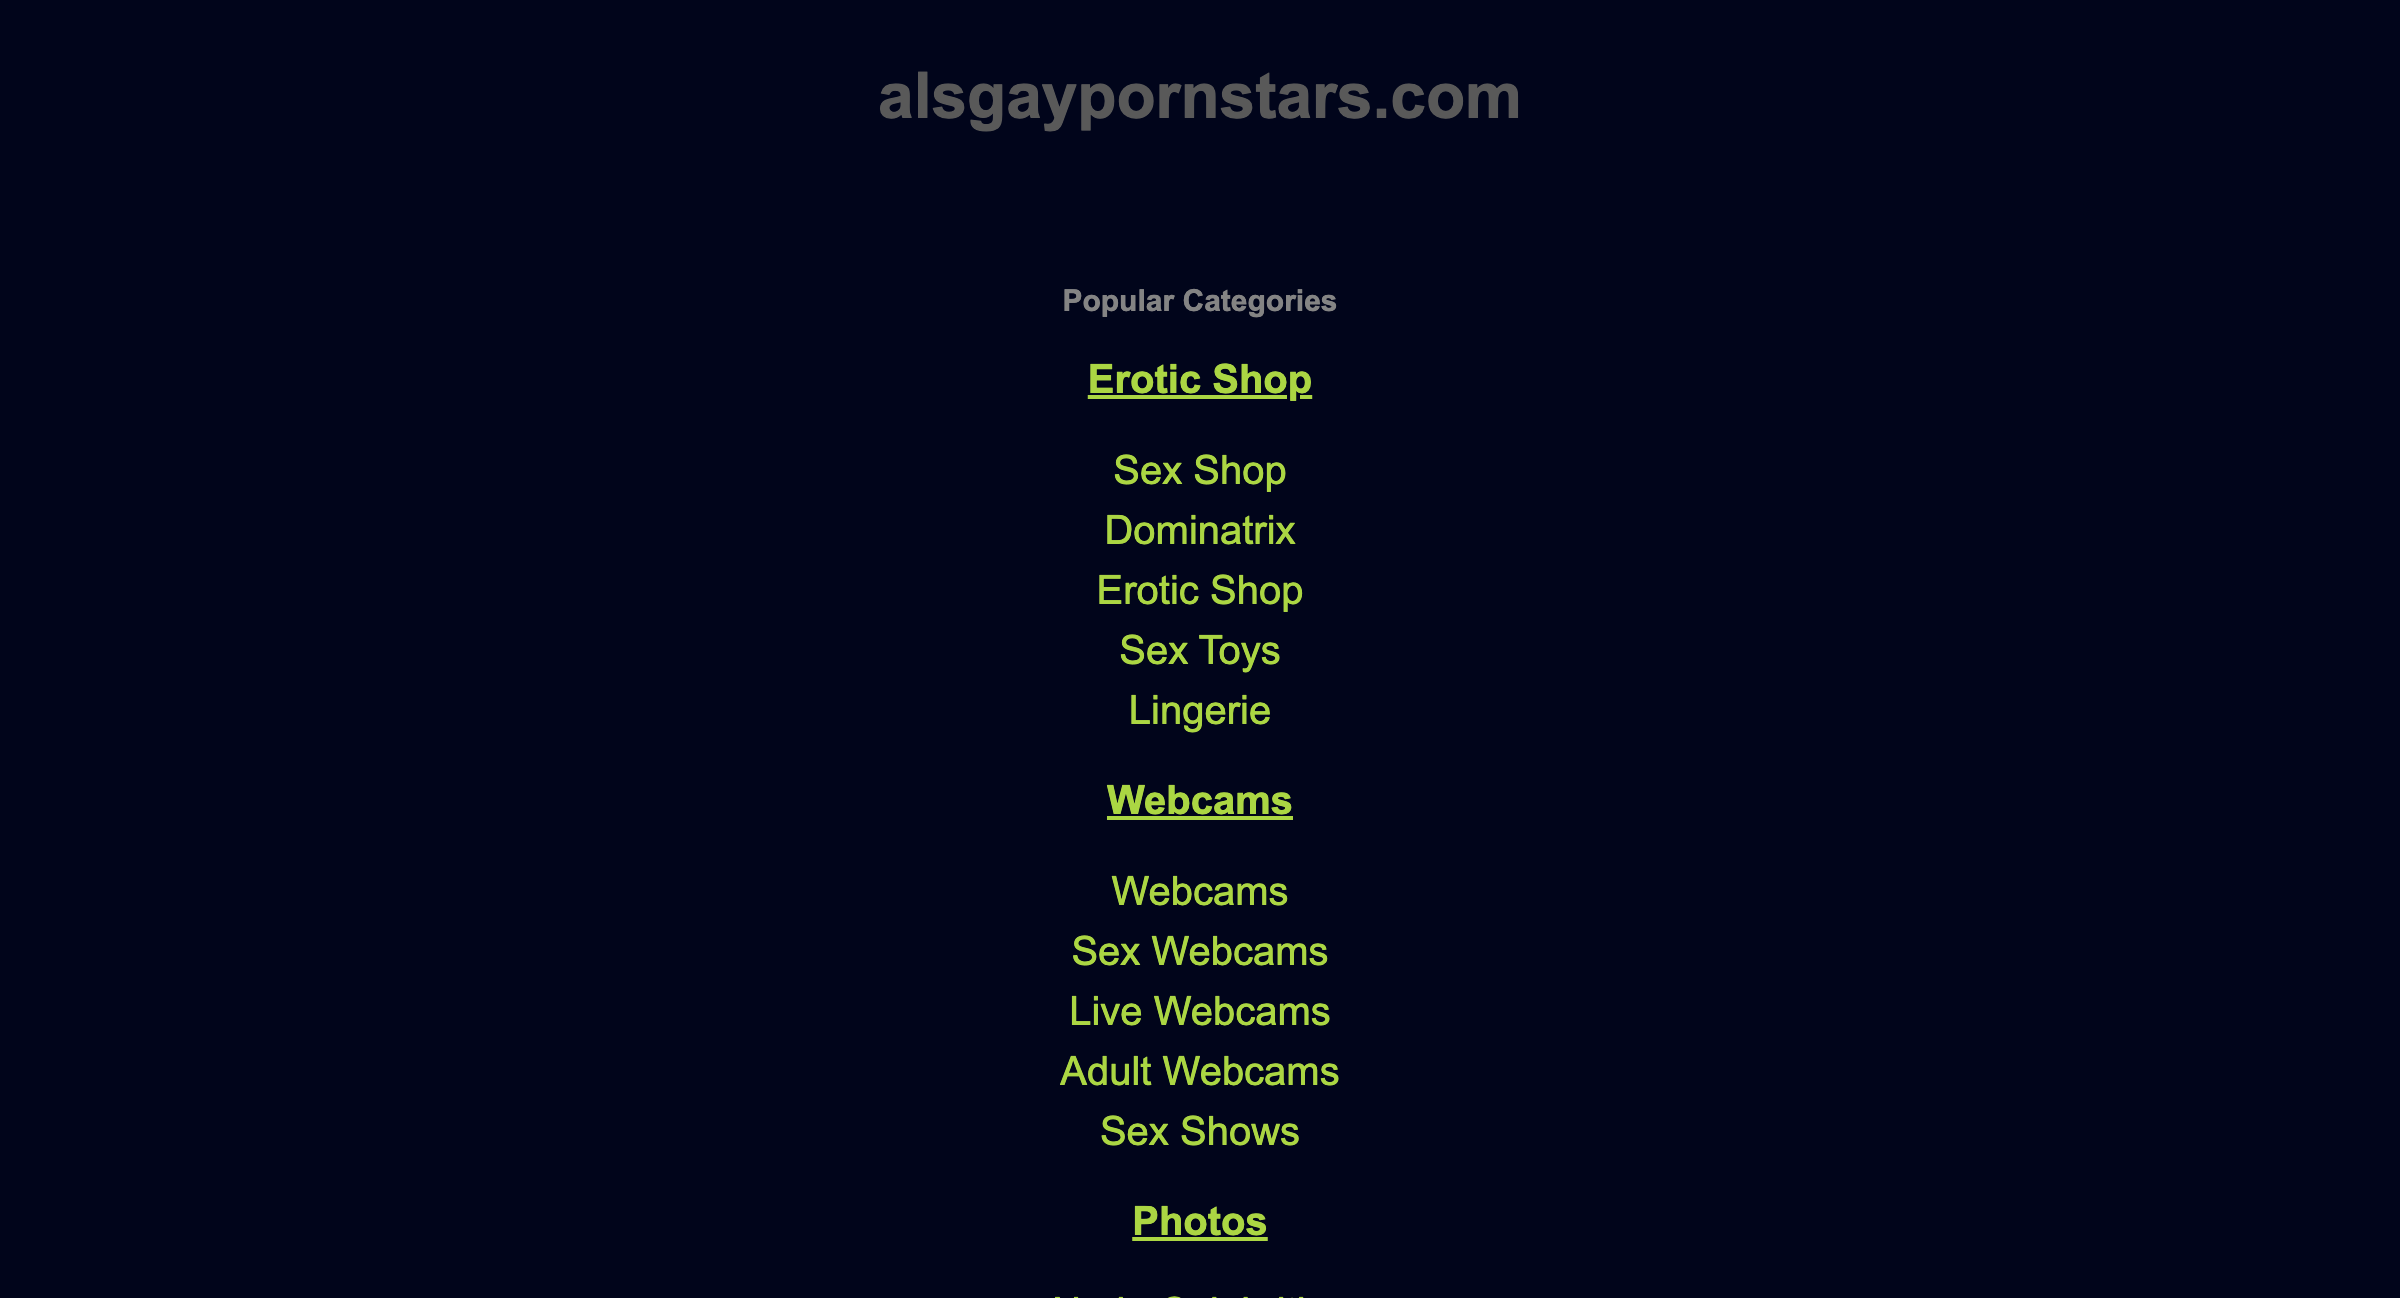 alsgaypornstars.com
Popular Categories
Erotic Shop
Sex Shop
Dominatrix
Erotic Shop
Sex Toys
Lingerie
Webcams
Webcams
Sex Webcams
Live Webcams
Adult Webcams
Sex Shows
Photos